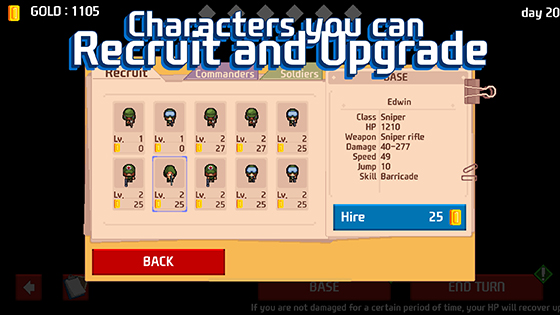 GOLD : 1105
day 20
Characters you can
Recruit and Upgrade
Recruit
Commanders
Soldiers
BASE
Edwin
Class Sniper
HP 1210
Weapon Sniper rifle
Damage 40-277
Speed 49
Jump 10
Skill Barricade
Lv. 1 0
Lv. 1 0
Lv. 2 27
Lv. 2 27
Lv. 2 25
Lv. 2 25
Lv. 2 25
Lv. 2 25
Lv. 2 25
Lv. 2 25
Hire 25
BACK
BASE
END TURN
If you are not damaged for a certain period of time, your HP will recover